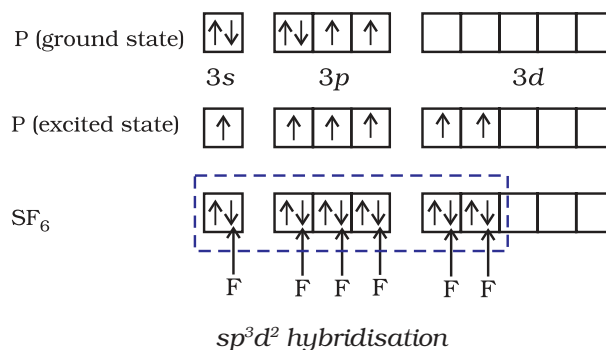 P (ground state)
3s 3p 3d
P (excited state)
SF₆
F F F F F F
sp³d² hybridisation